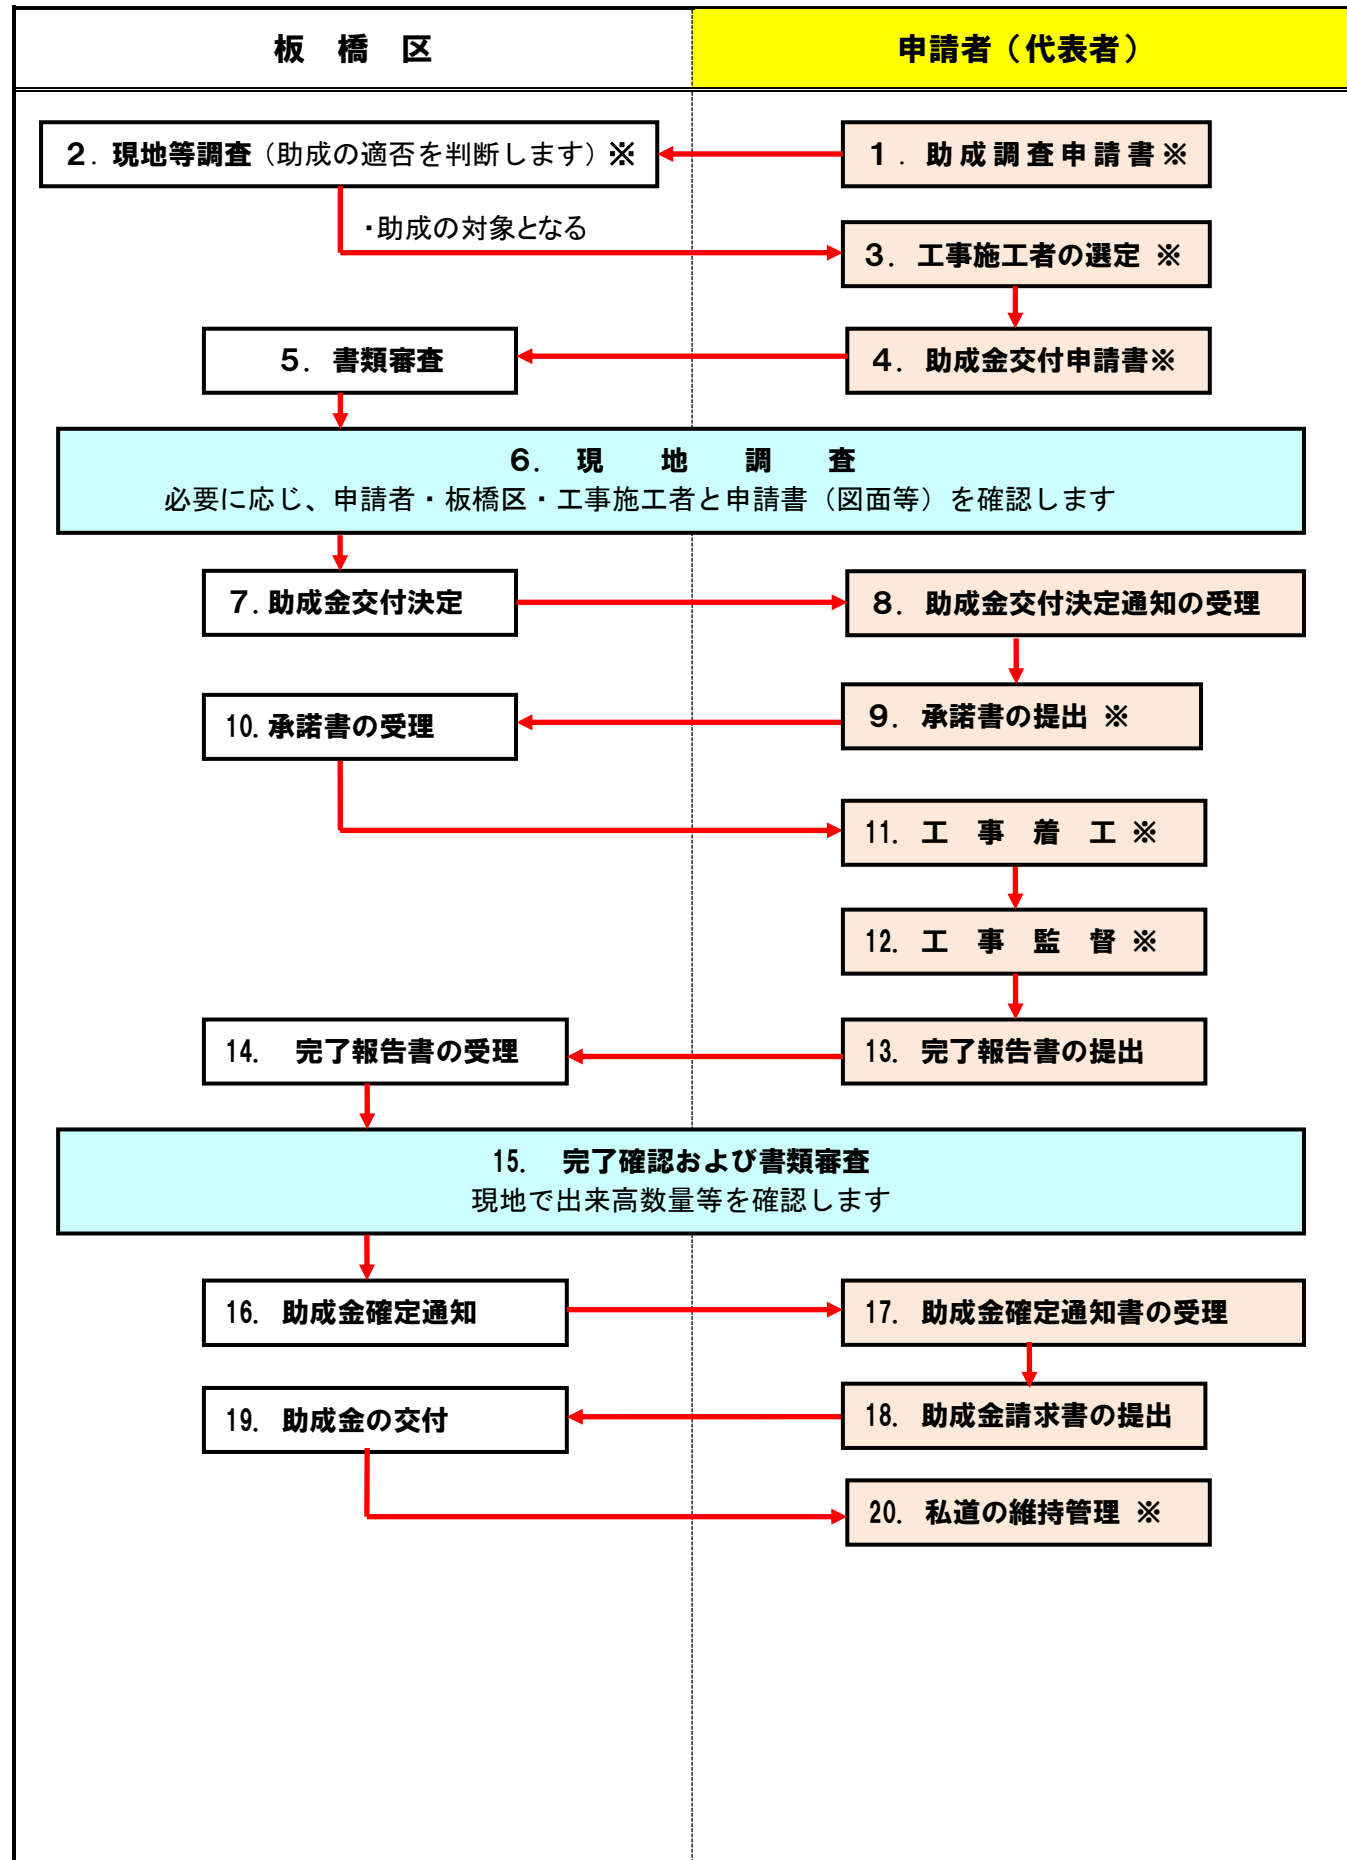 板 橋 区
申請者（代表者）
２．現地等調査（助成の適否を判断します）※
１．助成調査申請書※
・助成の対象となる
３．工事施工者の選定 ※
５．書類審査
４．助成金交付申請書※
６．現 地 調 査
必要に応じ、申請者・板橋区・工事施工者と申請書（図面等）を確認します
７．助成金交付決定
８．助成金交付決定通知の受理
10．承諾書の受理
９．承諾書の提出 ※
11．工 事 着 工 ※
12．工 事 監 督 ※
14． 完了報告書の受理
13．完了報告書の提出
15． 完了確認および書類審査
現地で出来高数量等を確認します
16．助成金確定通知
17．助成金確定通知書の受理
19．助成金の交付
18．助成金請求書の提出
20．私道の維持管理 ※